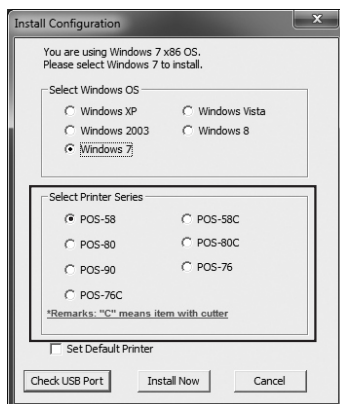 Install Configuration
x
You are using Windows 7 x86 OS.
Please select Windows 7 to install.
Select Windows OS
Windows XP
Windows Vista
Windows 2003
Windows 8
Windows 7
Select Printer Series
POS-58
POS-58C
POS-80
POS-80C
POS-90
POS-76
POS-76C
*Remarks: "C" means item with cutter
Set Default Printer
Check USB Port
Install Now
Cancel